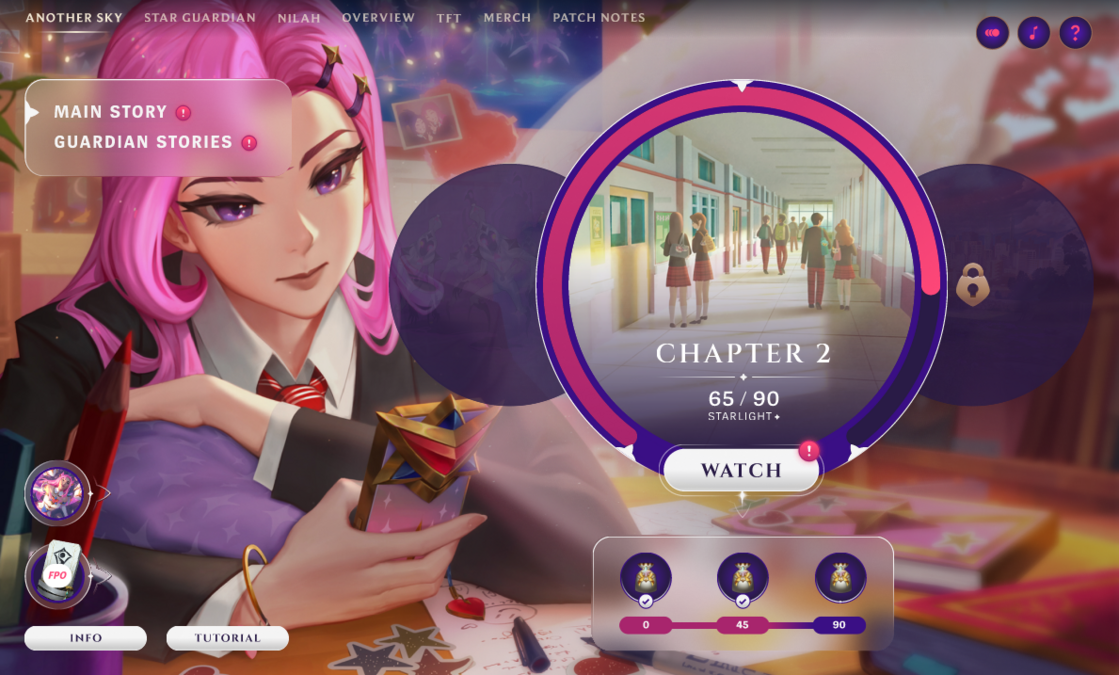 ANOTHER SKY STAR GUARDIAN NILAH OVERVIEW TFT MERCH PATCH NOTES
?
MAIN STORY !
GUARDIAN STORIES !
CHAPTER 2
65 / 90
STARLIGHT
WATCH !
FPO
0 45 90
INFO TUTORIAL